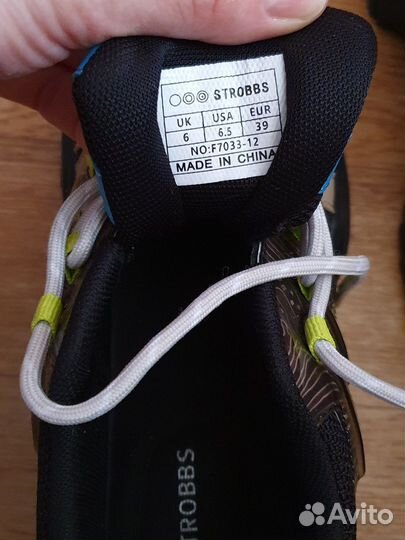 STROBBS
UK USA EUR
6 6.5 39
NO:F7033-12
MADE IN CHINA
STROBBS
Avito